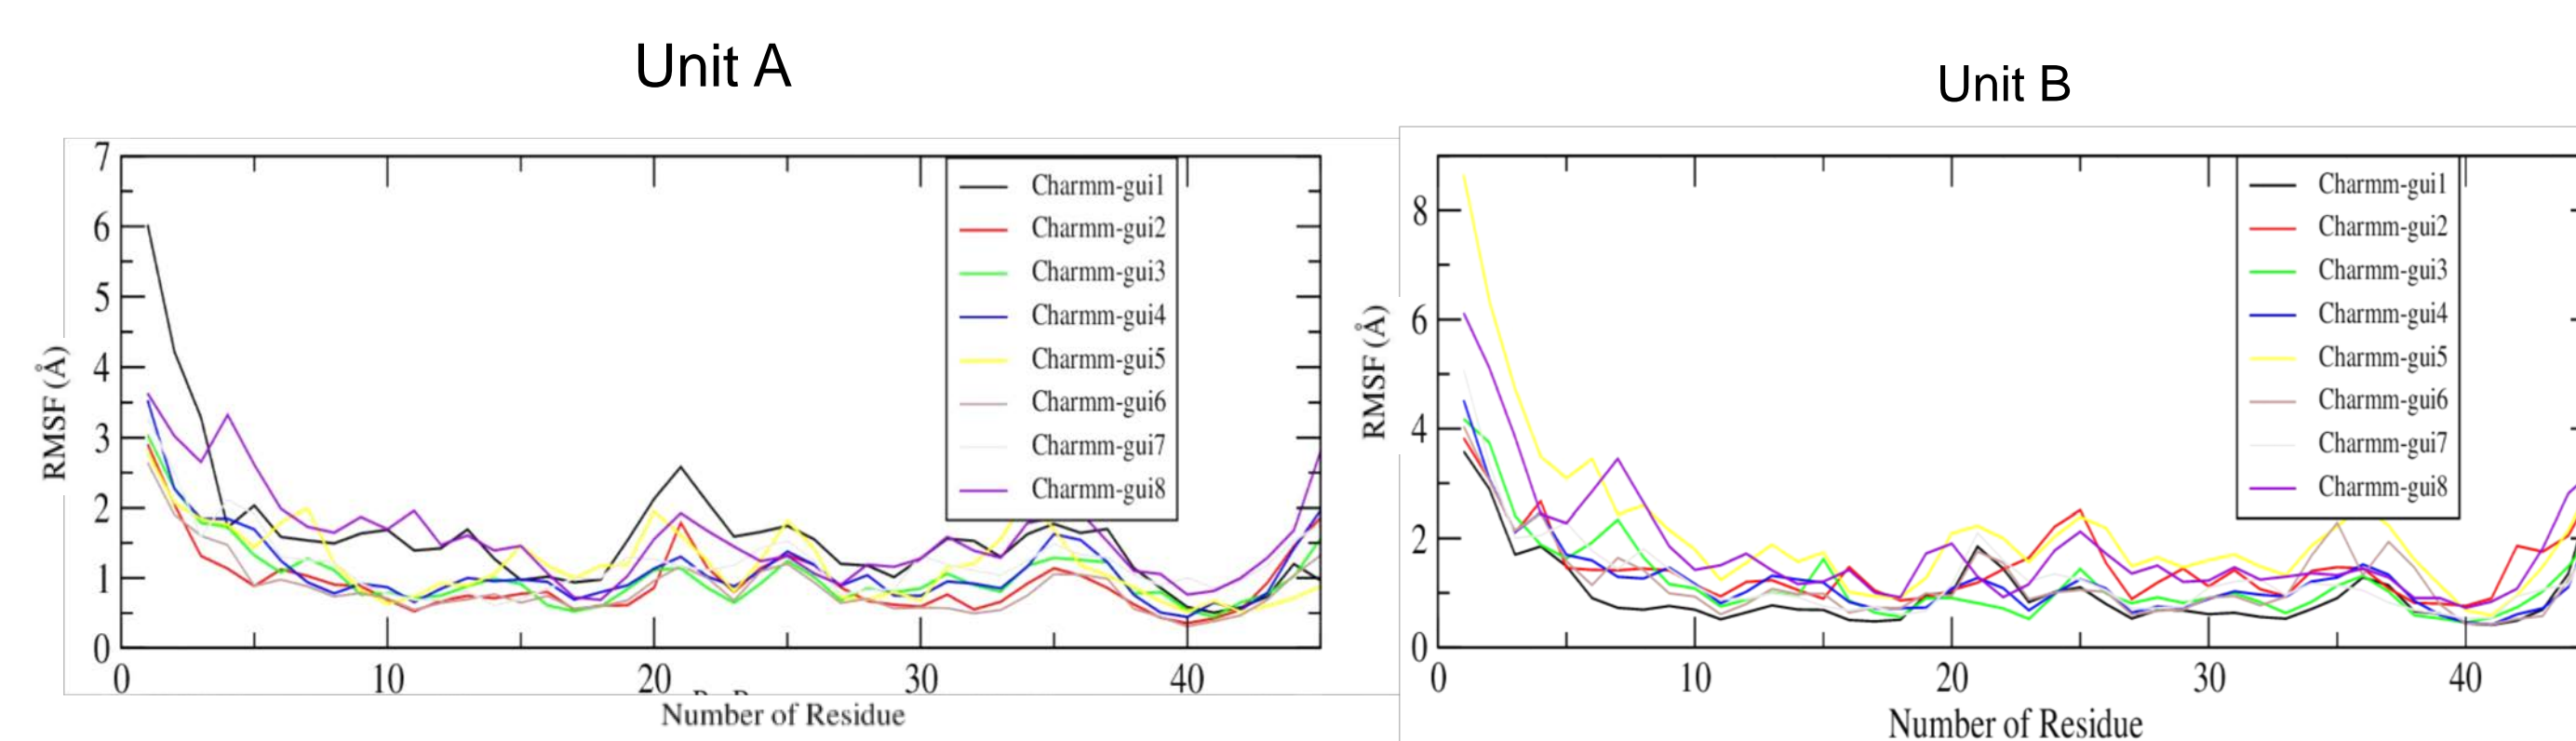 Unit A
Unit B
7
6
5
4
3
2
1
0
RMSF (Å)
Charmm-gui1
Charmm-gui2
Charmm-gui3
Charmm-gui4
Charmm-gui5
Charmm-gui6
Charmm-gui7
Charmm-gui8
0 10 20 30 40
Number of Residue
8
6
4
2
0
RMSF (Å)
Charmm-gui1
Charmm-gui2
Charmm-gui3
Charmm-gui4
Charmm-gui5
Charmm-gui6
Charmm-gui7
Charmm-gui8
0 10 20 30 40
Number of Residue